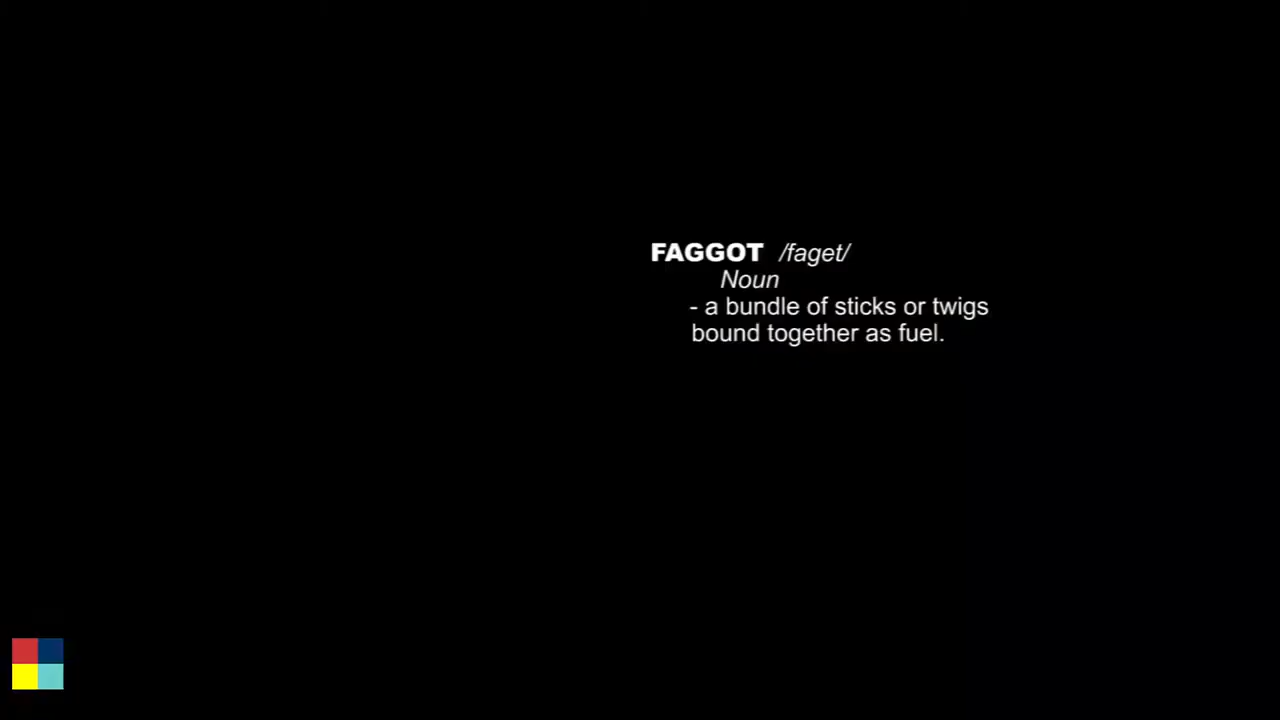 FAGGOT /faget/
Noun
- a bundle of sticks or twigs
bound together as fuel.